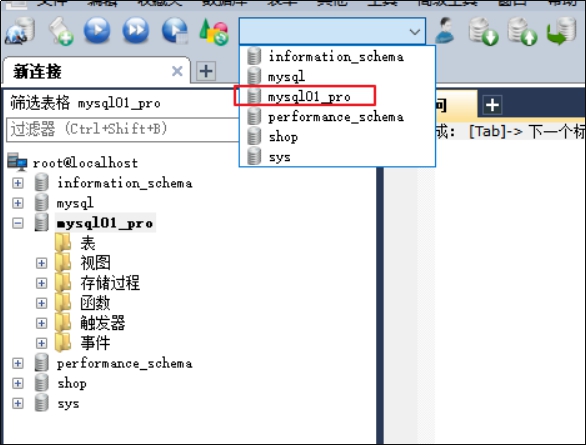 information_schema
mysql
mysql01_pro
performance_schema
shop
sys
新连接
筛选表格 mysql01_pro
过滤器 (Ctrl+Shift+B)
成: [Tab]-> 下一个标
root@localhost
information_schema
mysql
mysql01_pro
表
视图
存储过程
函数
触发器
事件
performance_schema
shop
sys